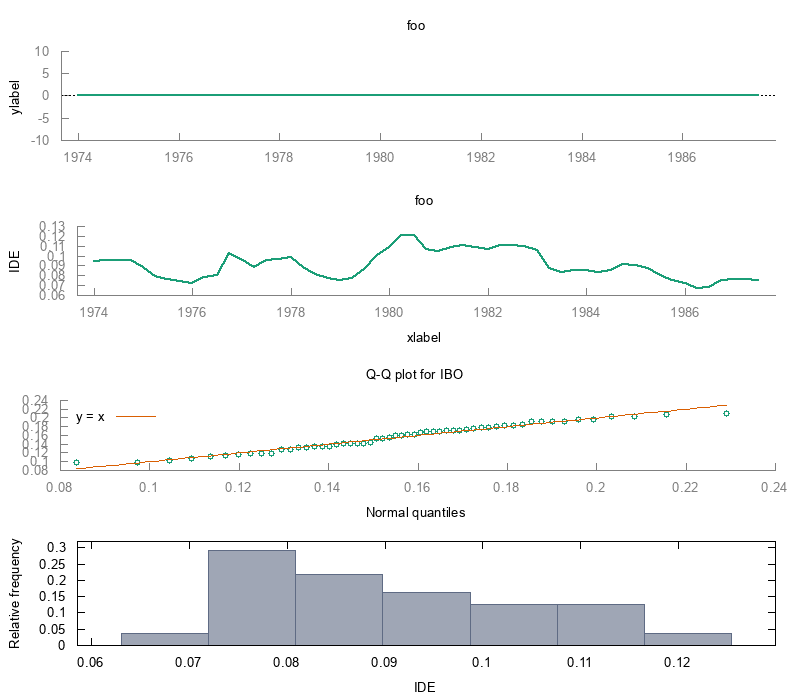 foo
10
5
0
-5
-10
ylabel
1974 1976 1978 1980 1982 1984 1986
foo
0.13
0.12
0.11
0.1
0.09
0.08
0.07
0.06
IDE
1974 1976 1978 1980 1982 1984 1986
xlabel
Q-Q plot for IBO
0.24
0.22
0.2
0.18
0.16
0.14
0.12
0.1
0.08
y = x
0.08 0.1 0.12 0.14 0.16 0.18 0.2 0.22 0.24
Normal quantiles
0.3
0.25
0.2
0.15
0.1
0.05
0
Relative frequency
0.06 0.07 0.08 0.09 0.1 0.11 0.12
IDE